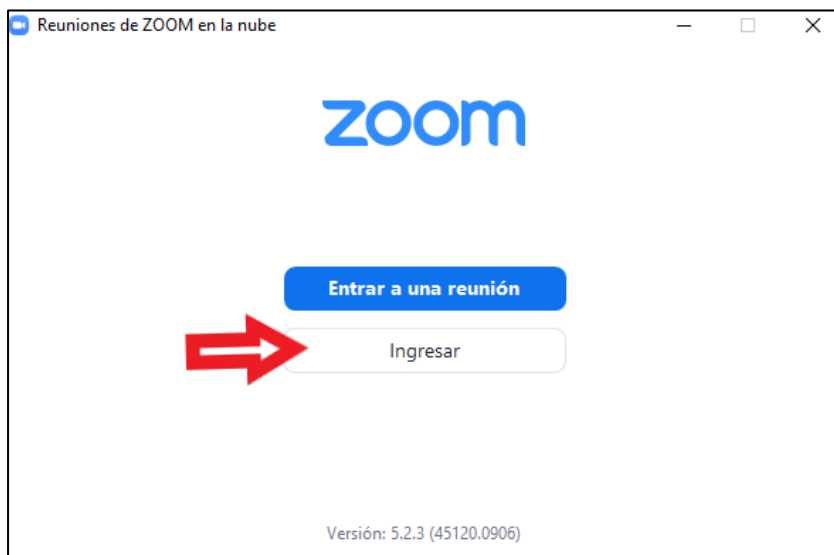 Reuniones de ZOOM en la nube
zoom
Entrar a una reunión
Ingresar
Versión: 5.2.3 (45120.0906)